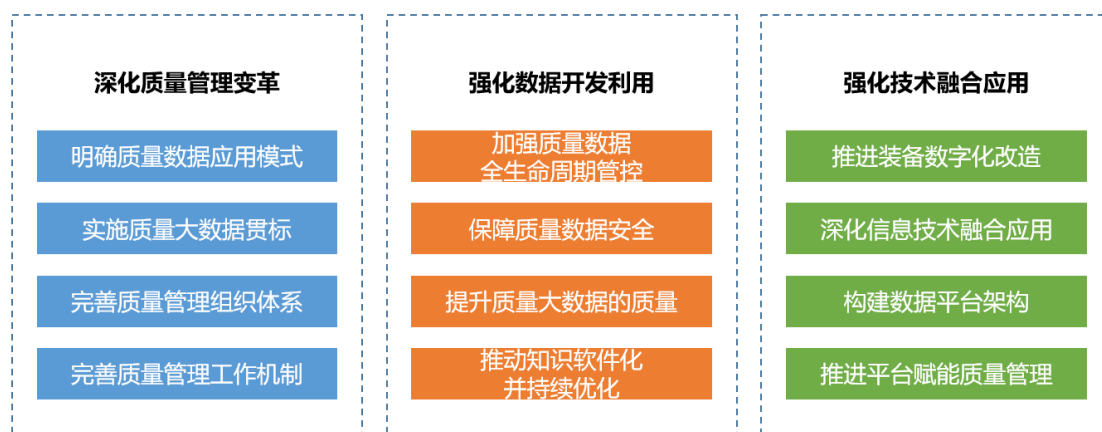 深化质量管理变革
明确质量数据应用模式
实施质量大数据贯标
完善质量管理组织体系
完善质量管理工作机制
强化数据开发利用
加强质量数据
全生命周期管控
保障质量数据安全
提升质量大数据的质量
推动知识软件化
并持续优化
强化技术融合应用
推进装备数字化改造
深化信息技术融合应用
构建数据平台架构
推进平台赋能质量管理